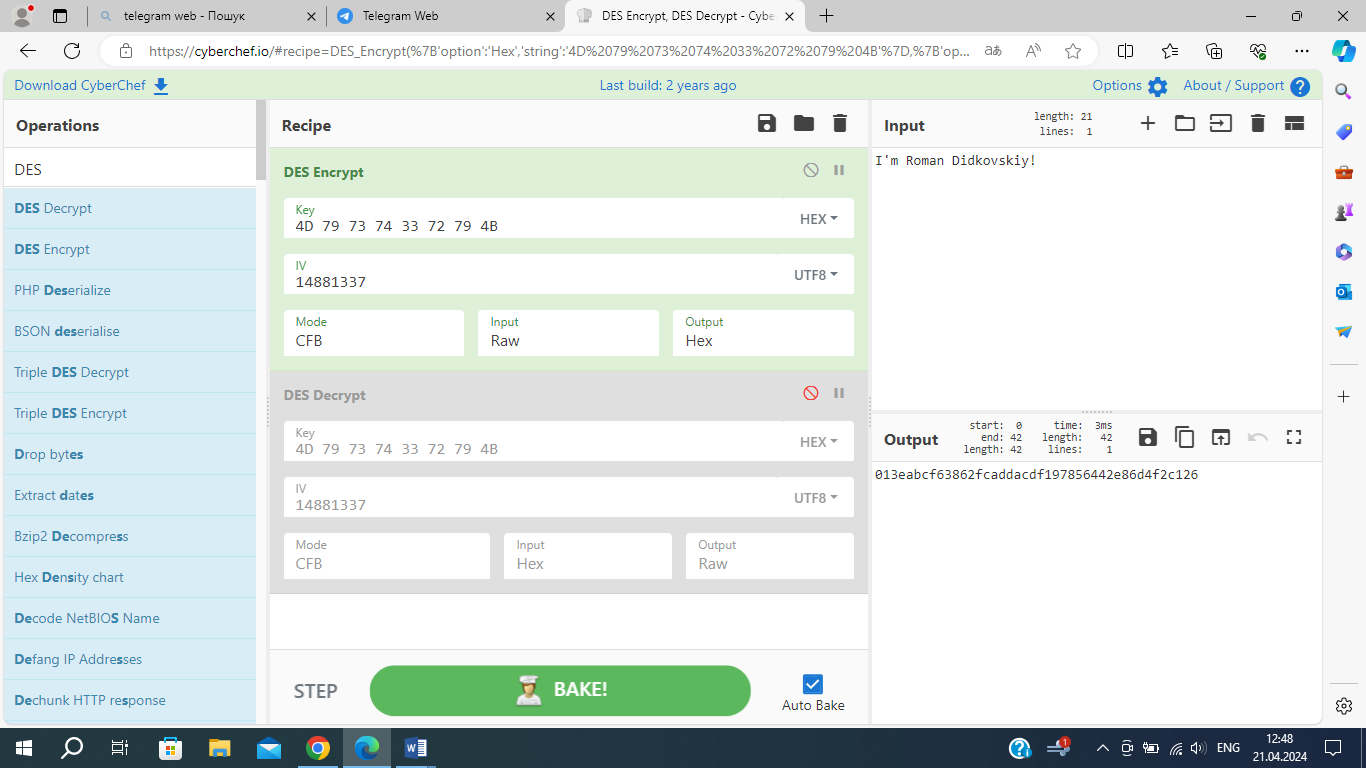 telegram web - Пошук
Telegram Web
DES Encrypt, DES Decrypt - Cybe
https://cyberchef.io/#recipe=DES_Encrypt(%7B'option':'Hex','string':'4D%2079%2073%2074%2033%2072%2079%204B'%7D,%7B'op...
Download CyberChef
Last build: 2 years ago
Options
About / Support
Operations
DES
DES Decrypt
DES Encrypt
PHP Deserialize
BSON deserialise
Triple DES Decrypt
Triple DES Encrypt
Drop bytes
Extract dates
Bzip2 Decompress
Hex Density chart
Decode NetBIOS Name
Defang IP Addresses
Dechunk HTTP response
Recipe
DES Encrypt
Key
4D 79 73 74 33 72 79 4B
HEX
IV
14881337
UTF8
Mode
CFB
Input
Raw
Output
Hex
DES Decrypt
Key
4D 79 73 74 33 72 79 4B
HEX
IV
14881337
UTF8
Mode
CFB
Input
Hex
Output
Raw
STEP
BAKE!
Auto Bake
Input
length: 21
lines: 1
I'm Roman Didkovskiy!
Output
start: 0
end: 42
length: 42
time: 3ms
length: 42
lines: 1
013eabcf63862fcaddacdf197856442e86d4f2c126
1
ENG
12:48
21.04.2024